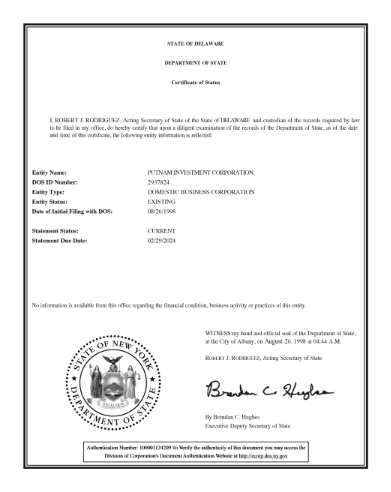 STATE OF DELAWARE
DEPARTMENT OF STATE
Certificate of Status
I, ROBERT J. RODRIGUEZ, Acting Secretary of State of the State of DELAWARE and custodian of the records required by law
to be filed in my office, do hereby certify that upon a diligent examination of the records of the Department of State, as of the date
and time of this certificate, the following entity information is reflected:
Entity Name: PUTNAM INVESTMENT CORPORATION.
DOS ID Number: 2937824
Entity Type: DOMESTIC BUSINESS CORPORATION
Entity Status: EXISTING
Date of Initial Filing with DOS: 08/26/1998
Statement Status: CURRENT
Statement Due Date: 02/29/2024
No information is available from this office regarding the financial condition, business activity or practices of this entity.
WITNESS my hand and official seal of the Department of State,
at the City of Albany, on August 26, 1998 at 04:44 A.M.
ROBERT J. RODRIGUEZ, Acting Secretary of State
STATE OF NEW YORK
DEPARTMENT OF STATE
Brendan C. Hughes
By Brendan C. Hughes
Executive Deputy Secretary of State
Authentication Number: 100001124209 To Verify the authenticity of this document you may access the
Division of Corporation's Document Authentication Website at http://ecorp.dos.ny.gov